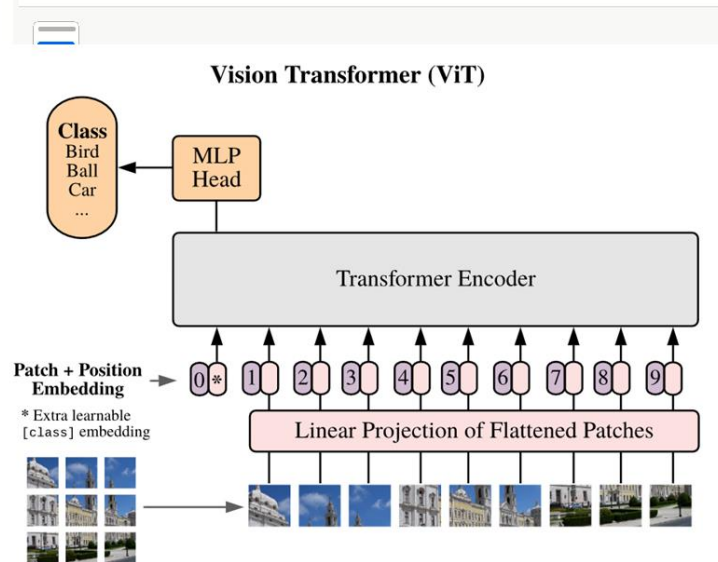 Vision Transformer (ViT)
Class
Bird
Ball
Car
...
MLP
Head
Transformer Encoder
Patch + Position
Embedding
0 * 1 2 3 4 5 6 7 8 9
* Extra learnable
[class] embedding
Linear Projection of Flattened Patches